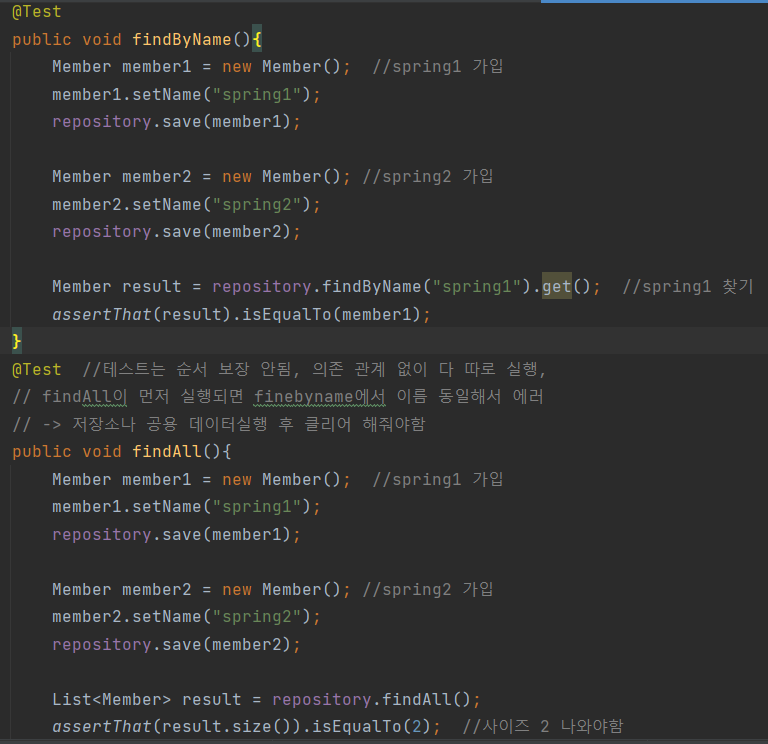 @Test
public void findByName(){
Member member1 = new Member();  //spring1 가입
member1.setName("spring1");
repository.save(member1);
Member member2 = new Member(); //spring2 가입
member2.setName("spring2");
repository.save(member2);
Member result = repository.findByName("spring1").get();  //spring1 찾기
assertThat(result).isEqualTo(member1);
}
@Test  //테스트는 순서 보장 안됨, 의존 관계 없이 다 따로 실행,
// findAll이 먼저 실행되면 finebyname에서 이름 동일해서 에러
// -> 저장소나 공용 데이터실행 후 클리어 해줘야함
public void findAll(){
Member member1 = new Member();  //spring1 가입
member1.setName("spring1");
repository.save(member1);
Member member2 = new Member(); //spring2 가입
member2.setName("spring2");
repository.save(member2);
List<Member> result = repository.findAll();
assertThat(result.size()).isEqualTo(2);  //사이즈 2 나와야함